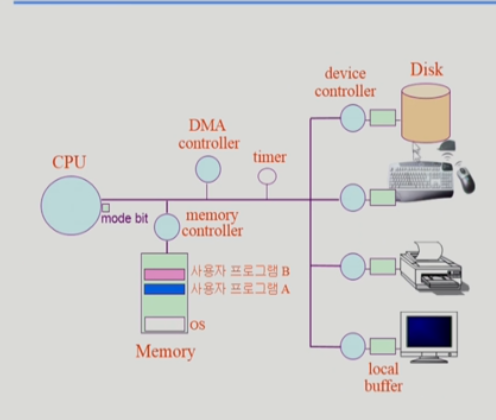 device
controller
Disk
DMA
controller
timer
CPU
mode bit
memory
controller
사용자 프로그램 B
사용자 프로그램 A
OS
Memory
local
buffer